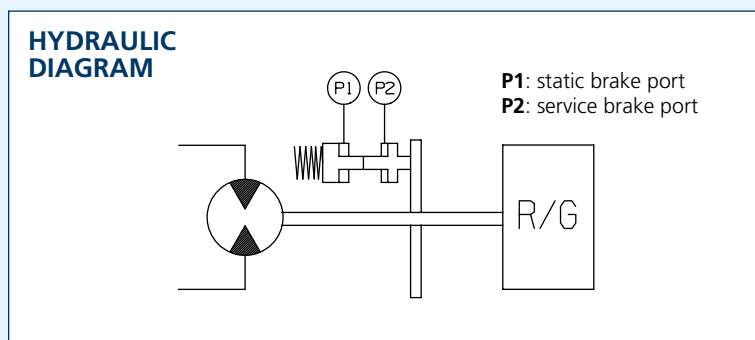 HYDRAULIC
DIAGRAM
P1: static brake port
P2: service brake port
P1 P2
R/G